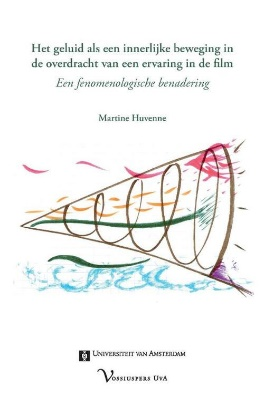 Het geluid als een innerlijke beweging in
de overdracht van een ervaring in de film
Een fenomenologische benadering
Martine Huvenne
Universiteit van Amsterdam
Vossiuspers UvA